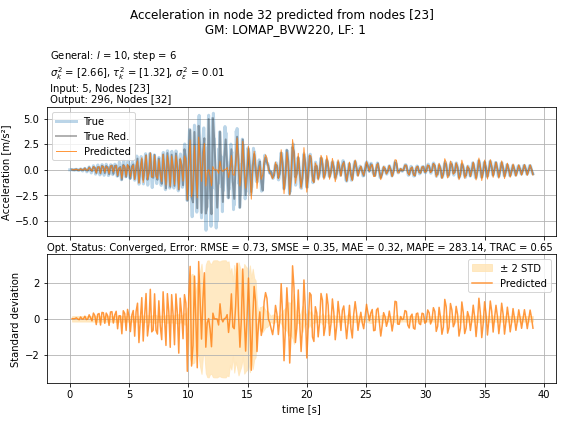 Acceleration in node 32 predicted from nodes [23]
GM: LOMAP_BVW220, LF: 1
General: l = 10, step = 6
σ²ₖ = [2.66], τ²ₖ = [1.32], σ²_ε = 0.01
Input: 5, Nodes [23]
Output: 296, Nodes [32]
Acceleration [m/s²]
5.0
2.5
0.0
−2.5
−5.0
True
True Red.
Predicted
Opt. Status: Converged, Error: RMSE = 0.73, SMSE = 0.35, MAE = 0.32, MAPE = 283.14, TRAC = 0.65
Standard deviation
2
0
−2
± 2 STD
Predicted
0 5 10 15 20 25 30 35 40
time [s]